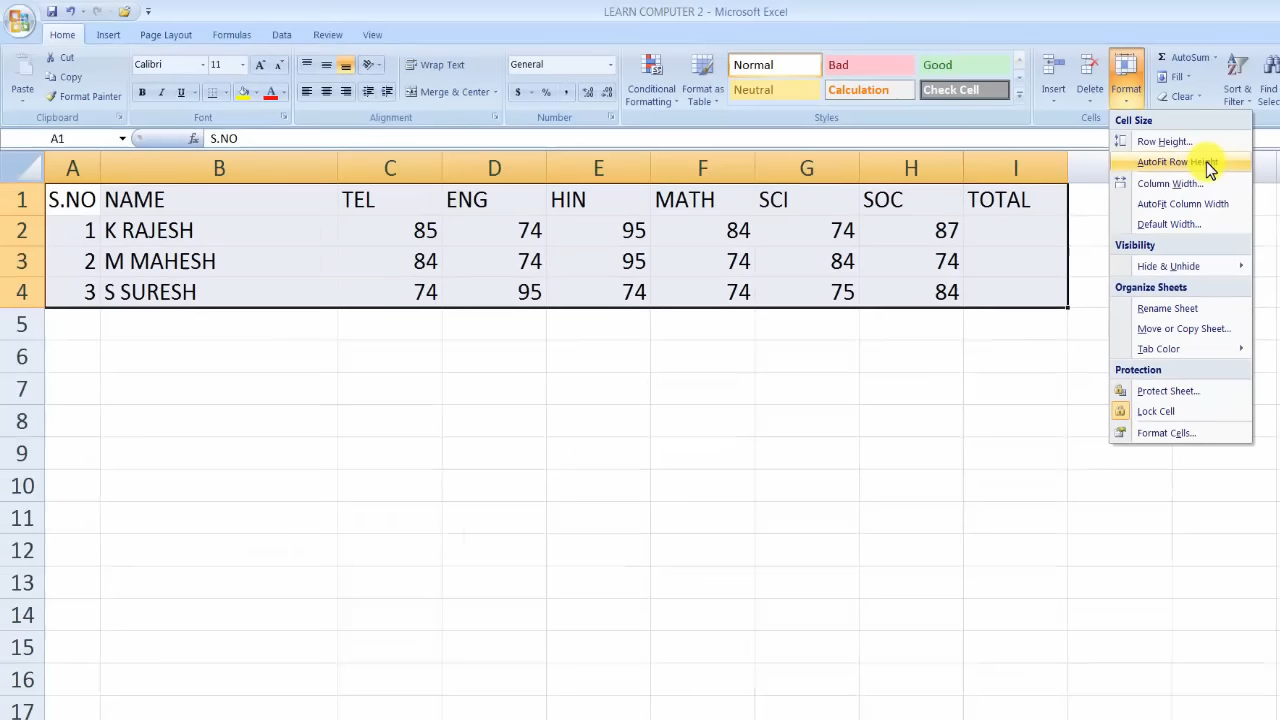 LEARN COMPUTER 2 - Microsoft Excel
Home Insert Page Layout Formulas Data Review View
Paste
Cut
Copy
Format Painter
Clipboard
Calibri 11
B I U
Font
Wrap Text
Merge & Center
Alignment
General
$ % ,
Number
Conditional Formatting
Format as Table
Normal Bad Good
Neutral Calculation Check Cell
Styles
Insert Delete Format
Cells
Σ AutoSum
Fill
Clear
Sort & Filter
A1 fx S.NO
A B C D E F G H I
1 S.NO NAME TEL ENG HIN MATH SCI SOC TOTAL
2 1 K RAJESH 85 74 95 84 74 87
3 2 M MAHESH 84 74 95 74 84 74
4 3 S SURESH 74 95 74 74 75 84
5
6
7
8
9
10
11
12
13
14
15
16
17
Cell Size
Row Height...
AutoFit Row Height
Column Width...
AutoFit Column Width
Default Width...
Visibility
Hide & Unhide
Organize Sheets
Rename Sheet
Move or Copy Sheet...
Tab Color
Protection
Protect Sheet...
Lock Cell
Format Cells...